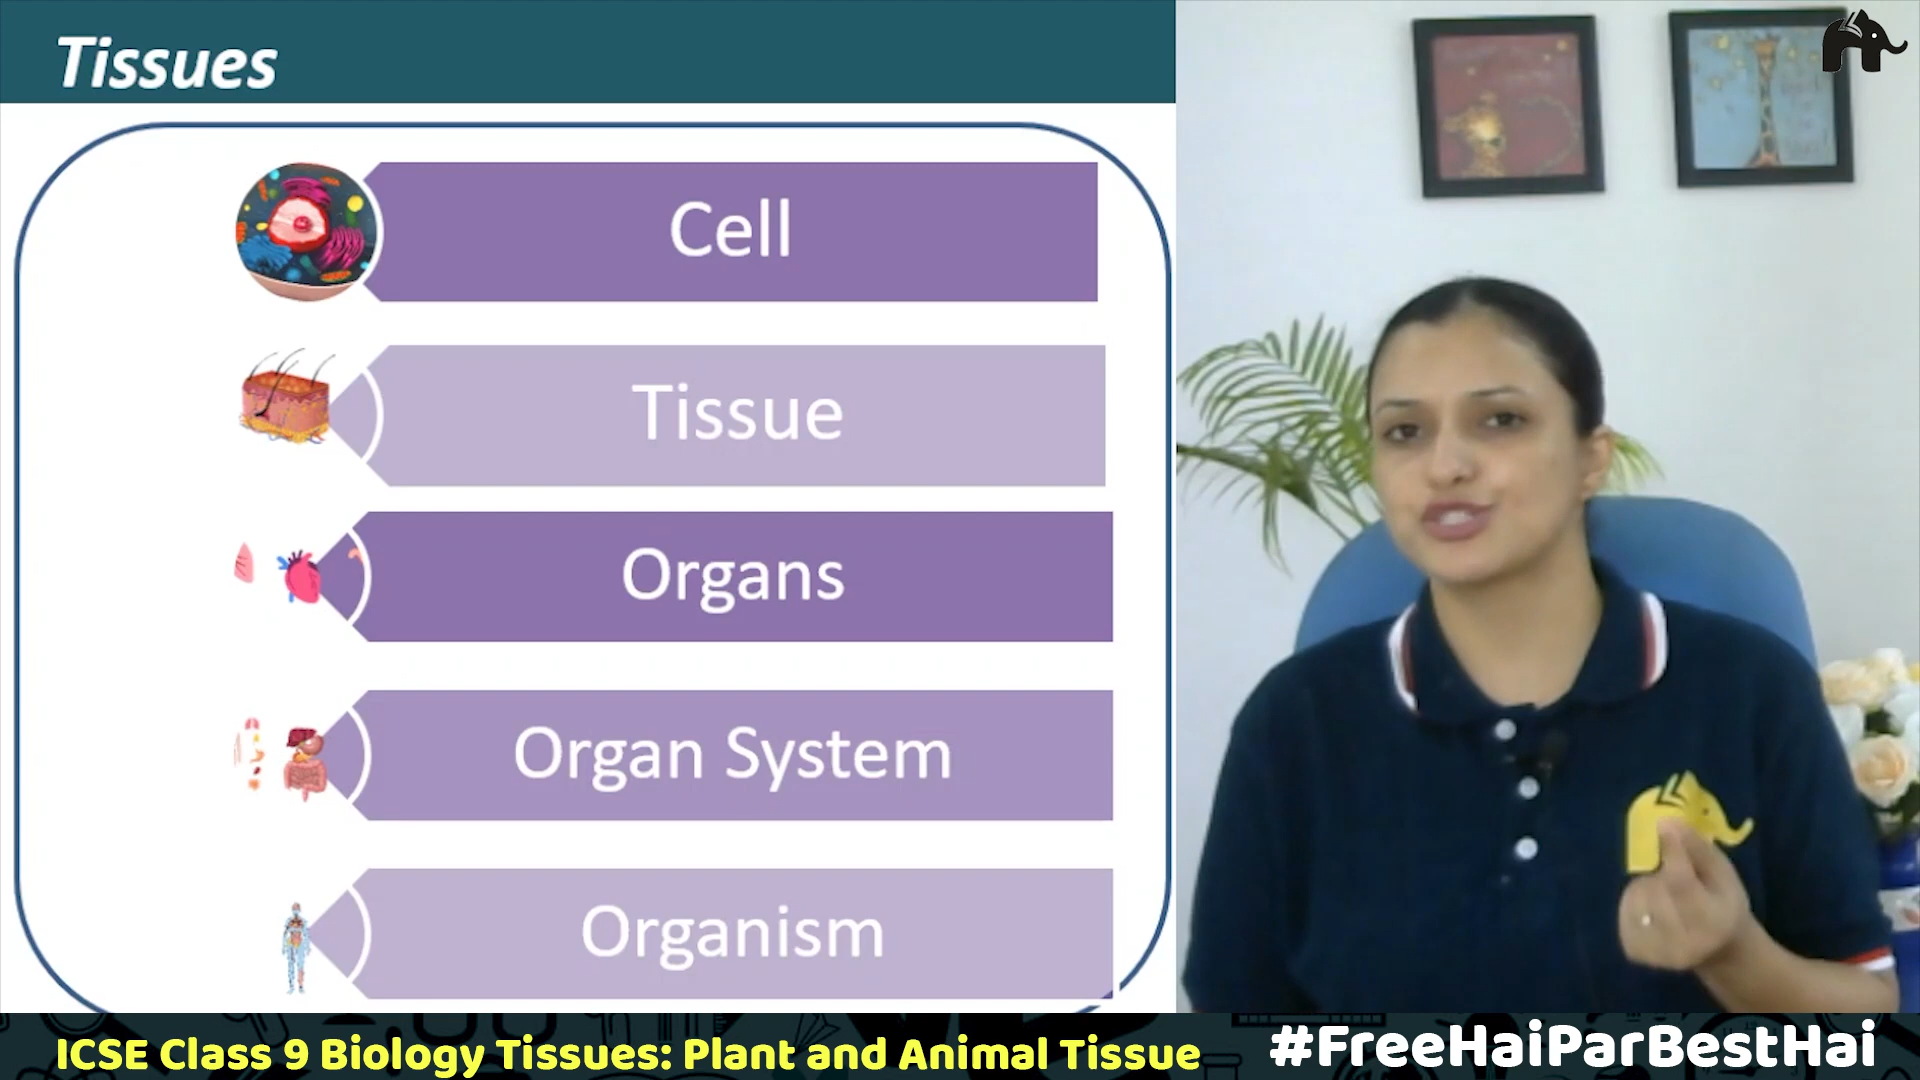 Tissues
Cell
Tissue
Organs
Organ System
Organism
ICSE Class 9 Biology Tissues: Plant and Animal Tissue
#FreeHaiParBestHai